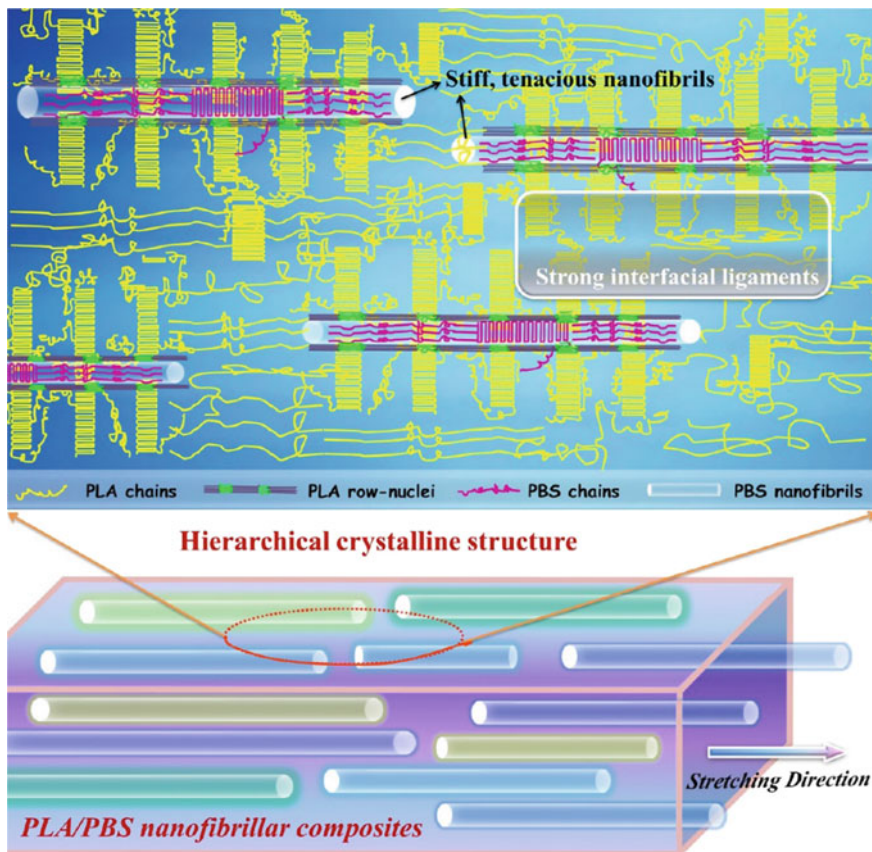 Stiff, tenacious nanofibrils
Strong interfacial ligaments
PLA chains PLA row-nuclei PBS chains PBS nanofibrils
Hierarchical crystalline structure
Stretching Direction
PLA/PBS nanofibrillar composites